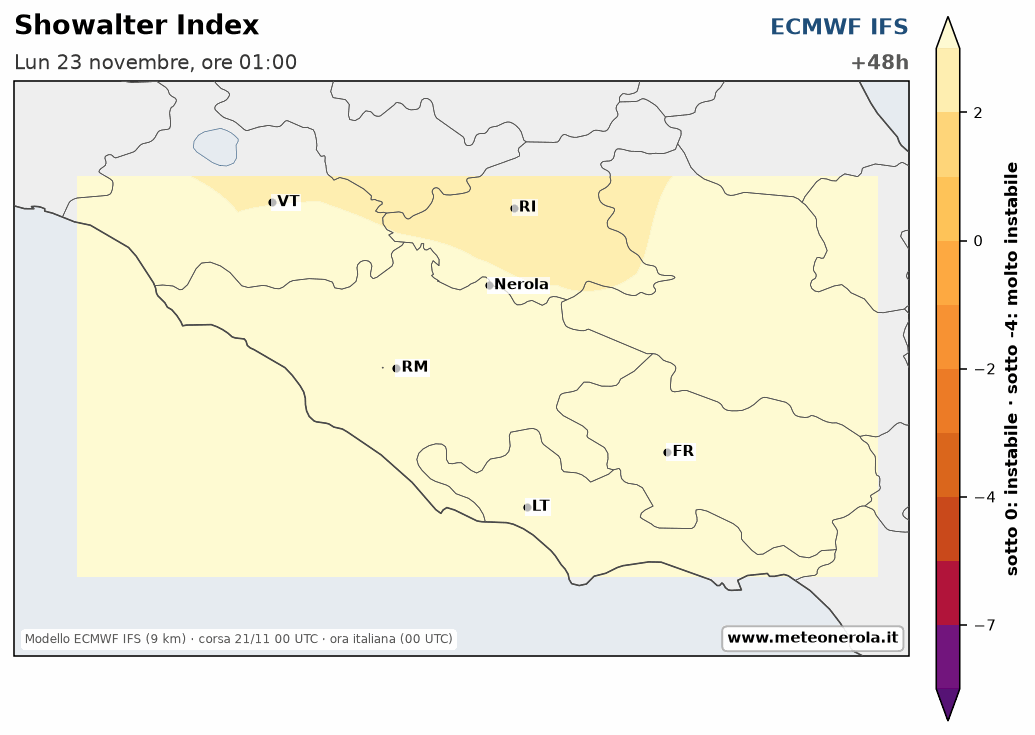 Showalter Index
ECMWF IFS
Lun 23 novembre, ore 01:00
+48h
VT
RI
Nerola
RM
FR
LT
2
0
−2
−4
−7
sotto 0: instabile · sotto -4: molto instabile
Modello ECMWF IFS (9 km) · corsa 21/11 00 UTC · ora italiana (00 UTC)
www.meteonerola.it